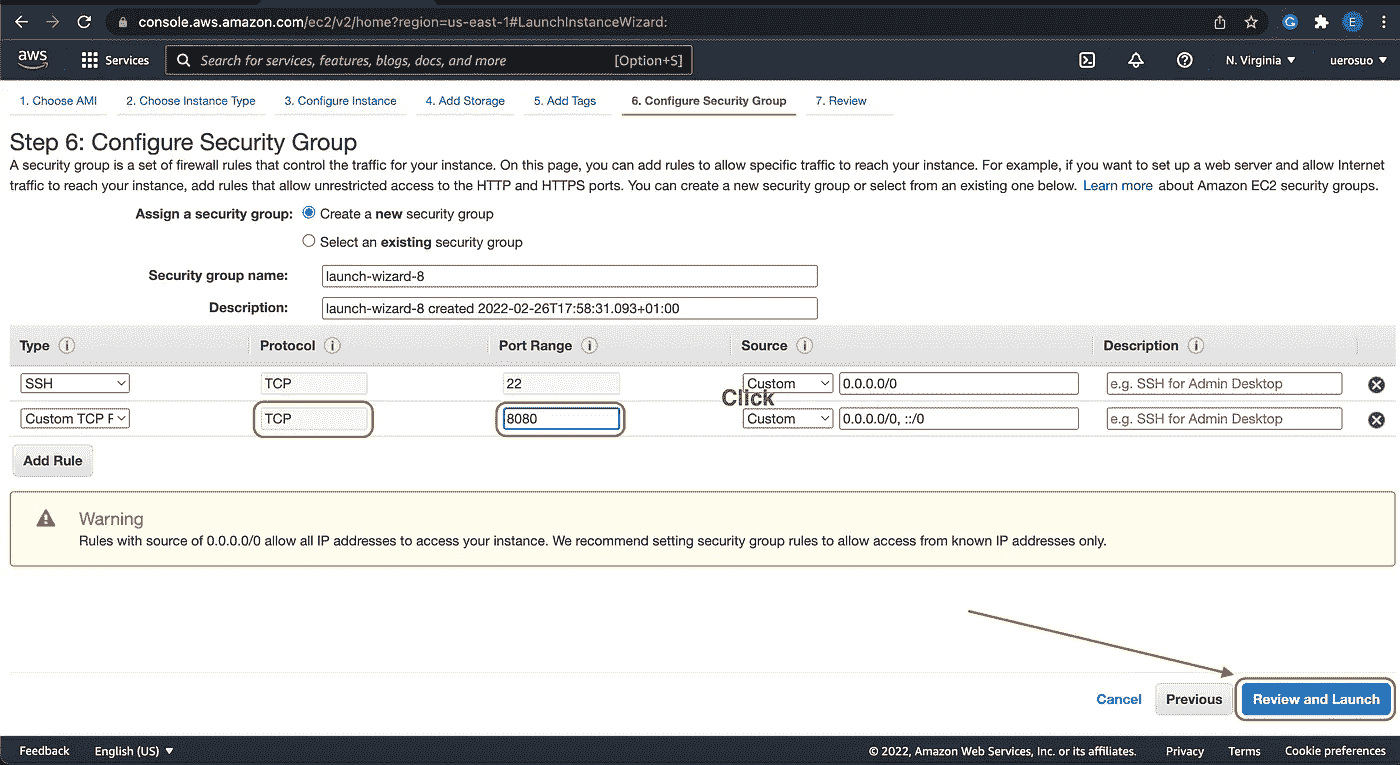 console.aws.amazon.com/ec2/v2/home?region=us-east-1#LaunchInstanceWizard:
G
E
aws Services Search for services, features, blogs, docs, and more [Option+S] N. Virginia ▼ uerosuo ▼
1. Choose AMI 2. Choose Instance Type 3. Configure Instance 4. Add Storage 5. Add Tags 6. Configure Security Group 7. Review
Step 6: Configure Security Group
A security group is a set of firewall rules that control the traffic for your instance. On this page, you can add rules to allow specific traffic to reach your instance. For example, if you want to set up a web server and allow Internet
traffic to reach your instance, add rules that allow unrestricted access to the HTTP and HTTPS ports. You can create a new security group or select from an existing one below. Learn more about Amazon EC2 security groups.
Assign a security group: Create a new security group
Select an existing security group
Security group name: launch-wizard-8
Description: launch-wizard-8 created 2022-02-26T17:58:31.093+01:00
Type i Protocol i Port Range i Source i Description i
SSH TCP 22 Custom 0.0.0.0/0 e.g. SSH for Admin Desktop
Click
Custom TCP F TCP 8080 Custom 0.0.0.0/0, ::/0 e.g. SSH for Admin Desktop
Add Rule
Warning
Rules with source of 0.0.0.0/0 allow all IP addresses to access your instance. We recommend setting security group rules to allow access from known IP addresses only.
Cancel Previous Review and Launch
Feedback English (US) ▼ © 2022, Amazon Web Services, Inc. or its affiliates. Privacy Terms Cookie preferences